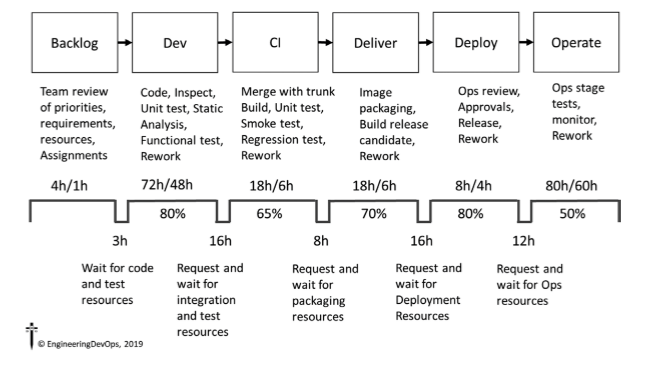 Backlog
Dev
CI
Deliver
Deploy
Operate
Team review
of priorities,
requirements,
resources,
Assignments
Code, Inspect,
Unit test, Static
Analysis,
Functional test,
Rework
Merge with trunk
Build, Unit test,
Smoke test,
Regression test,
Rework
Image
packaging,
Build release
candidate,
Rework
Ops review,
Approvals,
Release,
Rework
Ops stage
tests,
monitor,
Rework
4h/1h
72h/48h
18h/6h
18h/6h
8h/4h
80h/60h
80%
65%
70%
80%
50%
3h
16h
8h
16h
12h
Wait for code
and test
resources
Request and
wait for
integration
and test
resources
Request and
wait for
packaging
resources
Request and
wait for
Deployment
Resources
Request and
wait for Ops
resources
© EngineeringDevOps, 2019